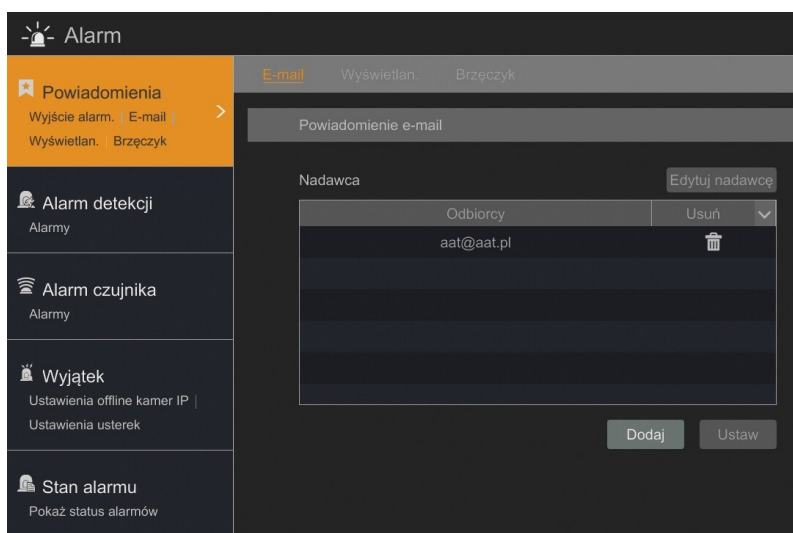 Alarm
Powiadomienia
Wyjście alarm. | E-mail |
Wyświetlan. | Brzęczyk
Alarm detekcji
Alarmy
Alarm czujnika
Alarmy
Wyjątek
Ustawienia offline kamer IP |
Ustawienia usterek
Stan alarmu
Pokaż status alarmów
E-mail Wyświetlan. Brzęczyk
Powiadomienie e-mail
Nadawca Edytuj nadawcę
Odbiorcy Usuń
aat@aat.pl
Dodaj Ustaw